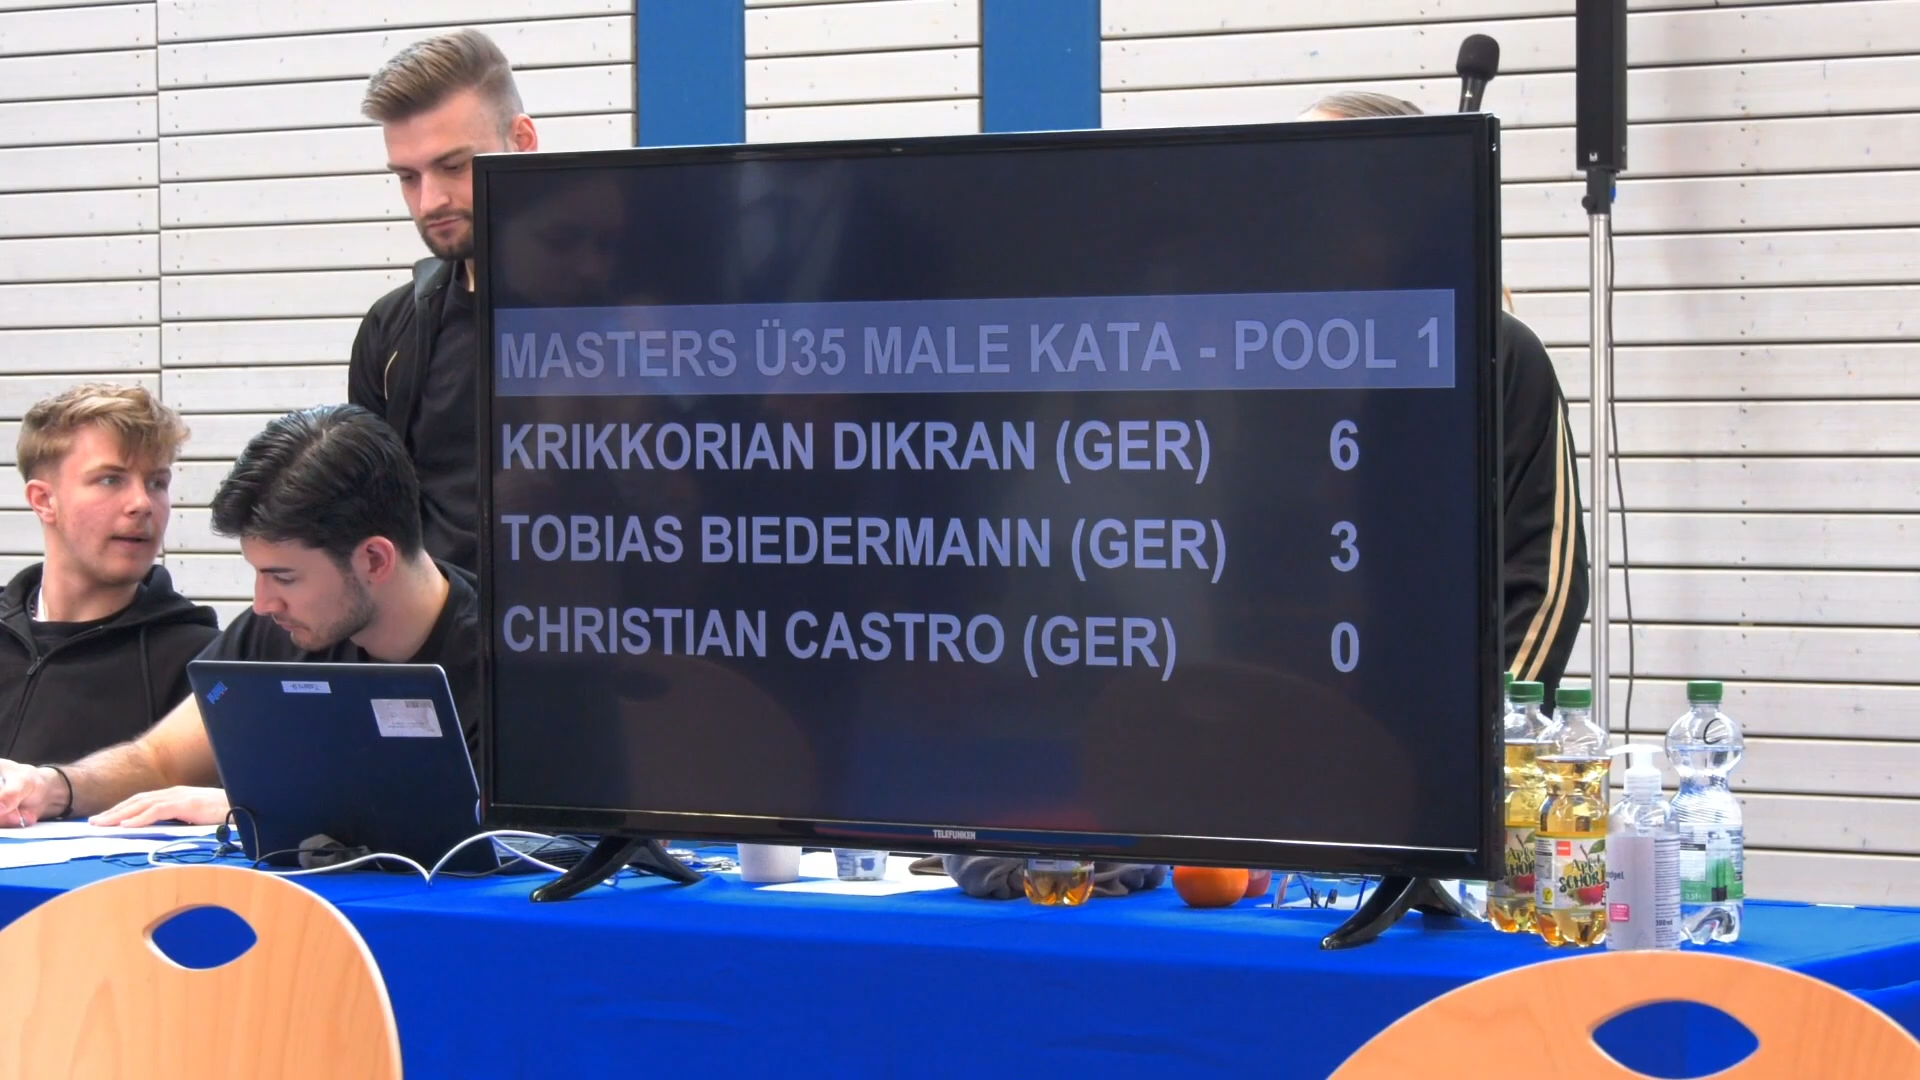 MASTERS Ü35 MALE KATA - POOL 1
KRIKKORIAN DIKRAN (GER) 6
TOBIAS BIEDERMANN (GER) 3
CHRISTIAN CASTRO (GER) 0
TELEFUNKEN